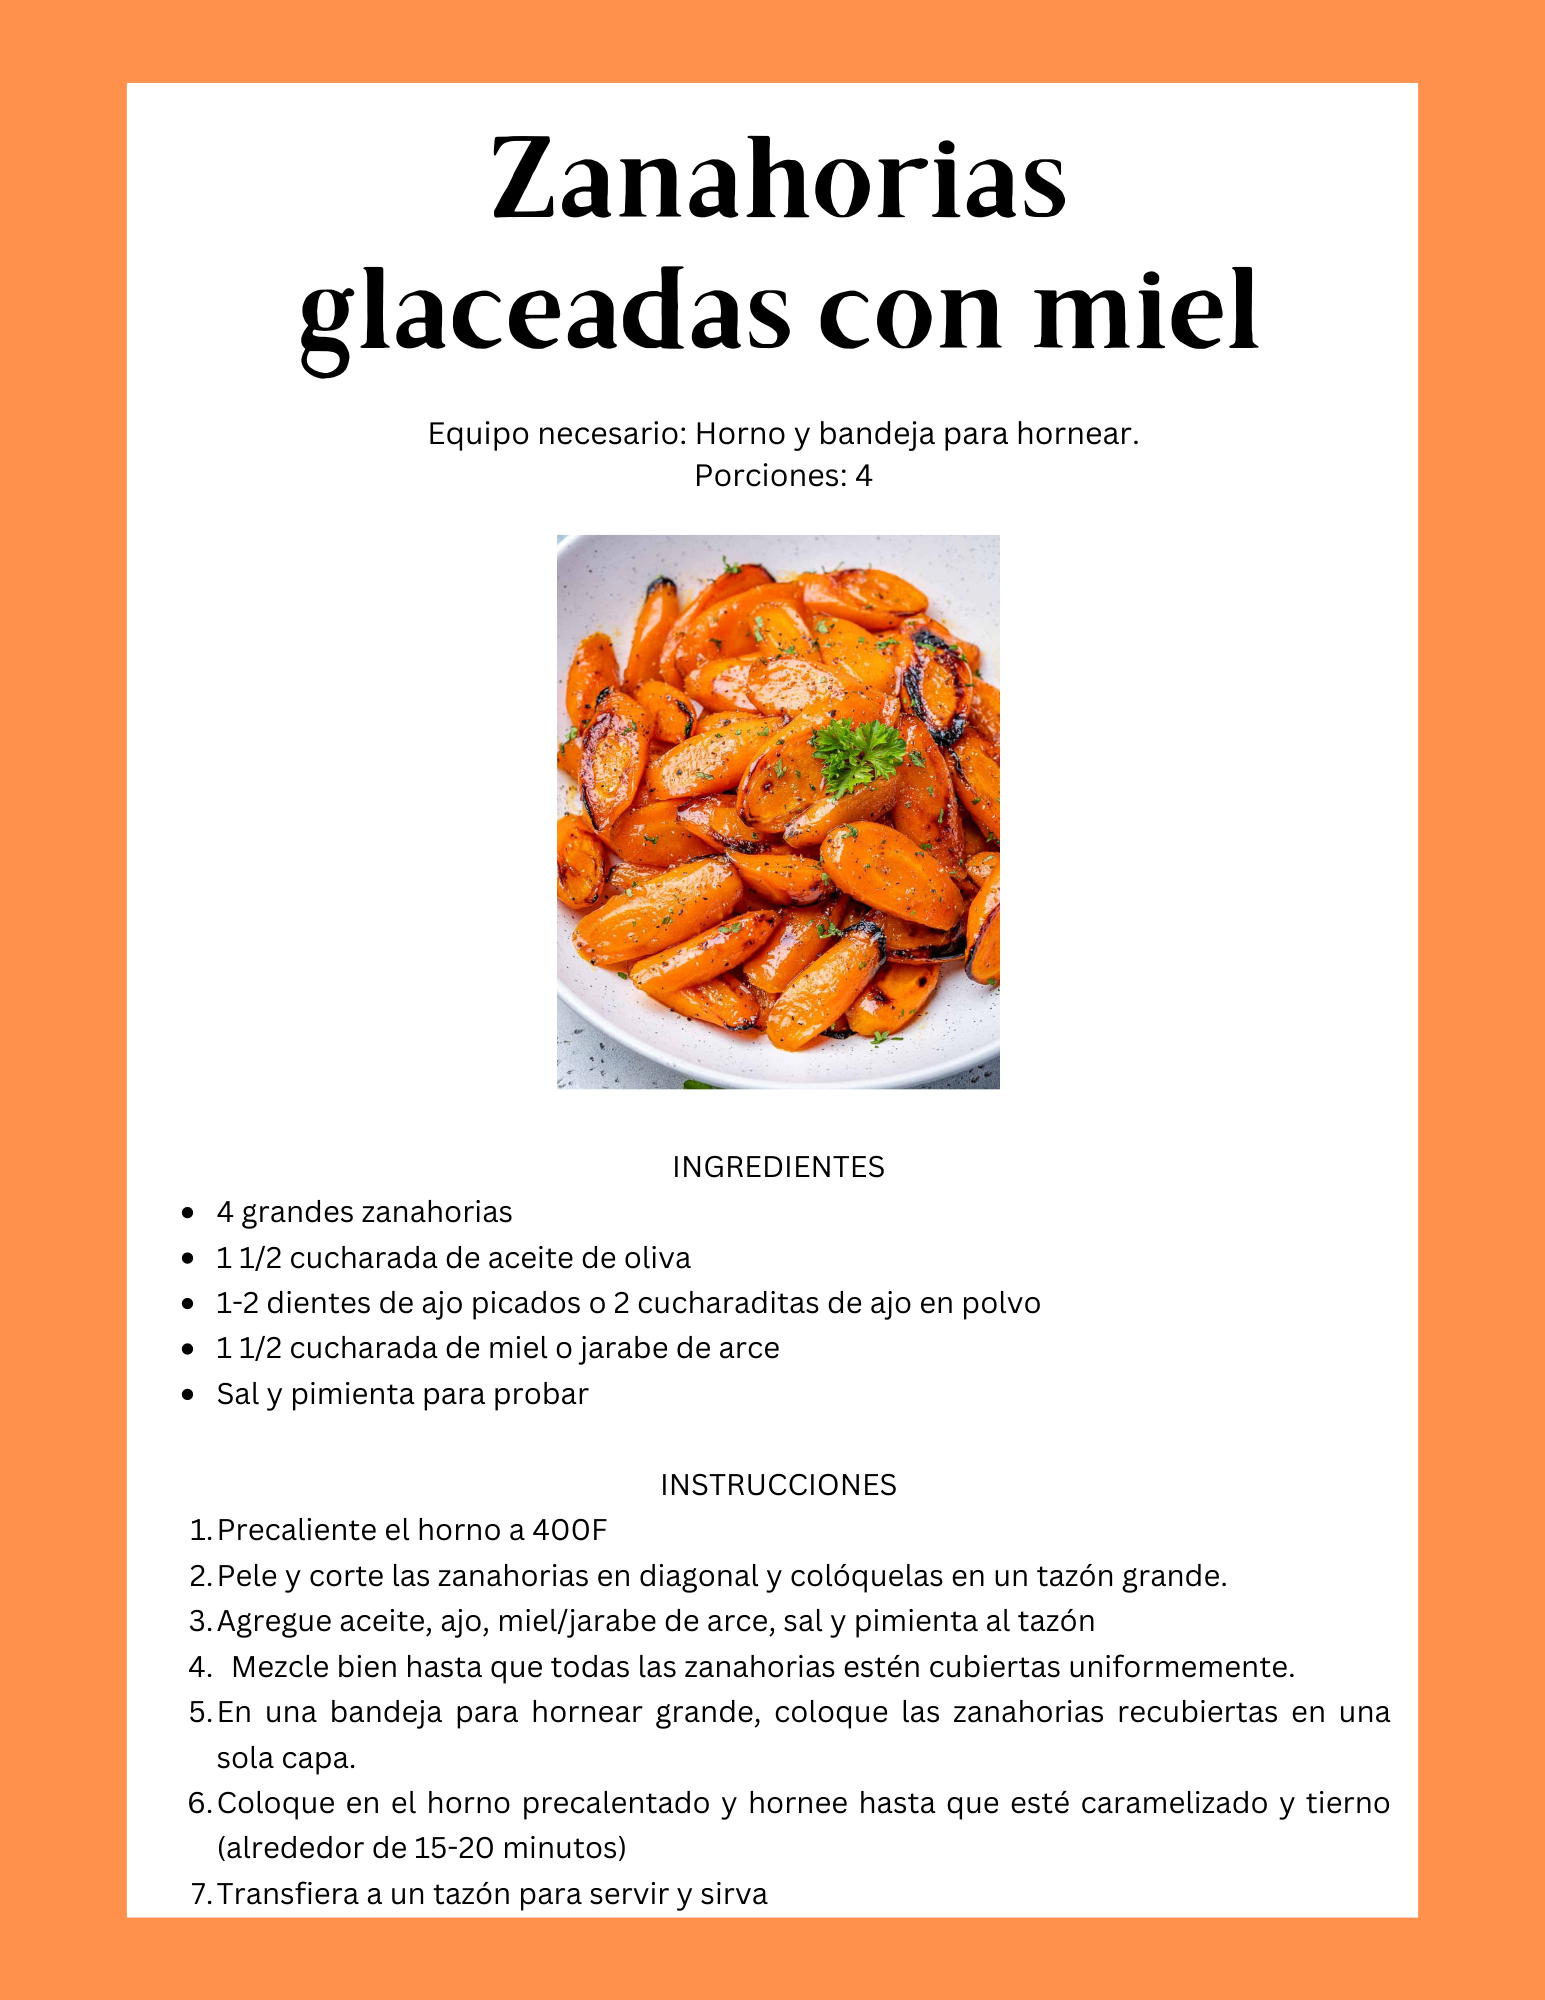 Zanahorias
glaceadas con miel
Equipo necesario: Horno y bandeja para hornear.
Porciones: 4
INGREDIENTES
• 4 grandes zanahorias
• 1 1/2 cucharada de aceite de oliva
• 1-2 dientes de ajo picados o 2 cucharaditas de ajo en polvo
• 1 1/2 cucharada de miel o jarabe de arce
• Sal y pimienta para probar
INSTRUCCIONES
1. Precaliente el horno a 400F
2. Pele y corte las zanahorias en diagonal y colóquelas en un tazón grande.
3. Agregue aceite, ajo, miel/jarabe de arce, sal y pimienta al tazón
4. Mezcle bien hasta que todas las zanahorias estén cubiertas uniformemente.
5. En una bandeja para hornear grande, coloque las zanahorias recubiertas en una
sola capa.
6. Coloque en el horno precalentado y hornee hasta que esté caramelizado y tierno
(alrededor de 15-20 minutos)
7. Transfiera a un tazón para servir y sirva